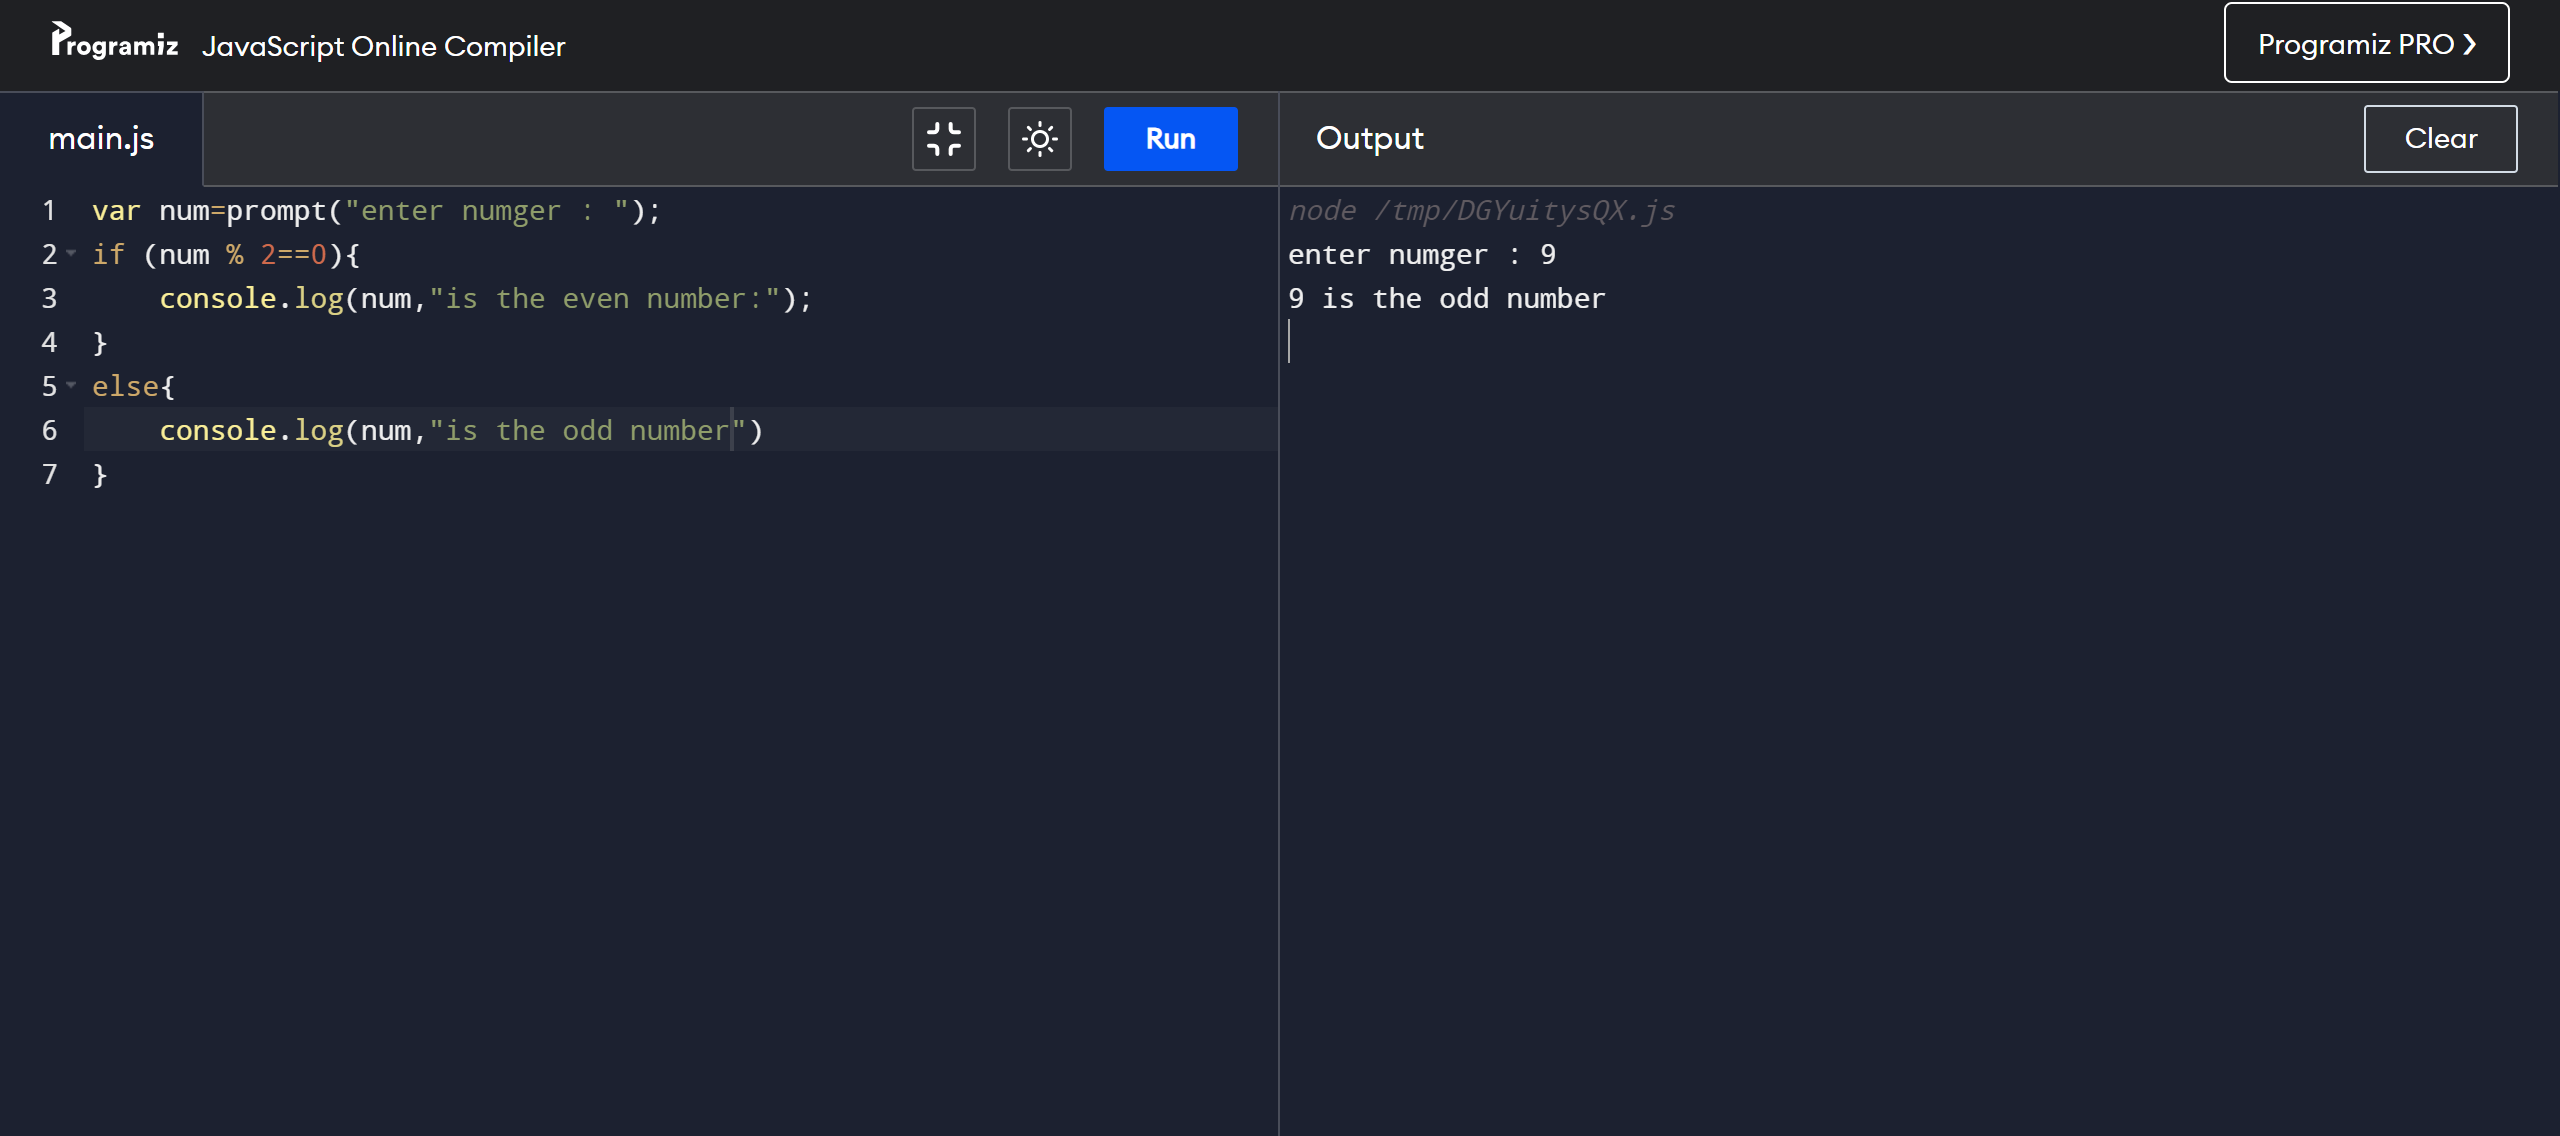 Programiz JavaScript Online Compiler
Programiz PRO ❯
main.js
Run
Output
Clear
1 var num=prompt("enter numger : ");
2 if (num % 2==0){
3     console.log(num,"is the even number:");
4 }
5 else{
6     console.log(num,"is the odd number")
7 }
node /tmp/DGYuitysQX.js
enter numger : 9
9 is the odd number